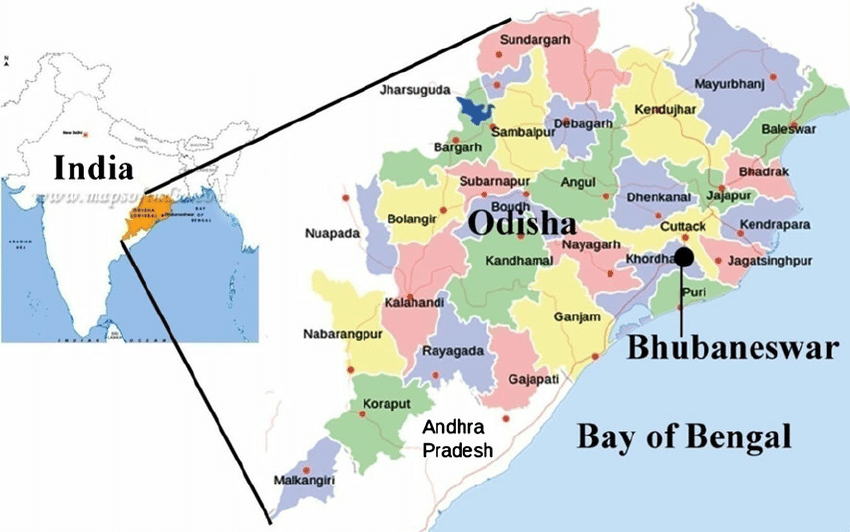 N
New Delhi
India
www.mapsofindia.com
ODISHA
(ORISSA)
Bhubaneswar
BAY
OF
BENGAL
ARABIAN
SEA
INDIAN OCEAN
Sundargarh
Jharsuguda
Mayurbhanj
Kendujhar
Sambalpur
Debagarh
Baleswar
Bargarh
Bhadrak
Subarnapur
Angul
Jajapur
Dhenkanal
Boudh
Bolangir
Odisha
Cuttack
Kendrapara
Nuapada
Nayagarh
Khordha
Jagatsinghpur
Kandhamal
Puri
Kalahandi
Ganjam
Nabarangpur
Rayagada
Bhubaneswar
Gajapati
Koraput
Andhra
Pradesh
Bay of Bengal
Malkangiri